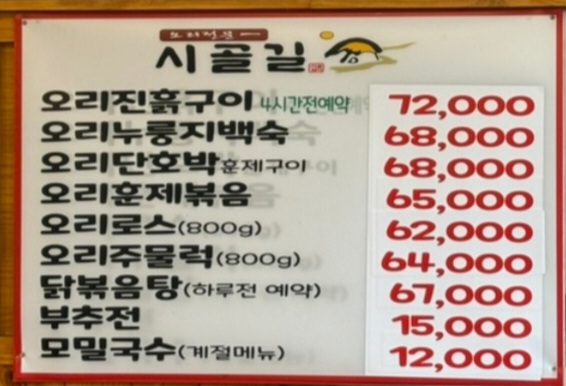 오리전문
시골길
오리진흙구이 4시간전예약 72,000
오리누룽지백숙 68,000
오리단호박훈제구이 68,000
오리훈제볶음 65,000
오리로스(800g) 62,000
오리주물럭(800g) 64,000
닭볶음탕(하루전 예약) 67,000
부추전 15,000
모밀국수(계절메뉴) 12,000